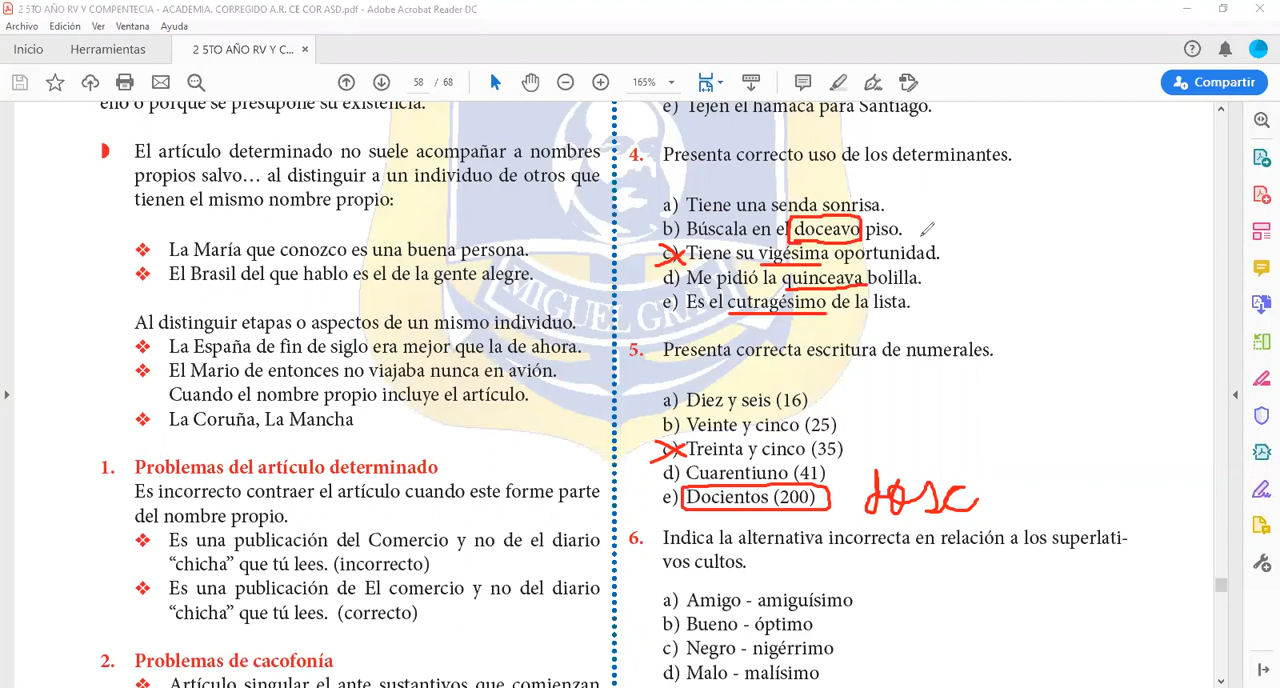 2 5TO AÑO RV Y COMPENTECIA - ACADEMIA. CORREGIDO A.R. CE COR ASD.pdf - Adobe Acrobat Reader DC
Archivo Edición Ver Ventana Ayuda
Inicio Herramientas 2 5TO AÑO RV Y C... ×
58 / 68 165% Compartir
ello o porque se presupone su existencia.
El artículo determinado no suele acompañar a nombres
propios salvo… al distinguir a un individuo de otros que
tienen el mismo nombre propio:
La María que conozco es una buena persona.
El Brasil del que hablo es el de la gente alegre.
Al distinguir etapas o aspectos de un mismo individuo.
La España de fin de siglo era mejor que la de ahora.
El Mario de entonces no viajaba nunca en avión.
Cuando el nombre propio incluye el artículo.
La Coruña, La Mancha
1. Problemas del artículo determinado
Es incorrecto contraer el artículo cuando este forme parte
del nombre propio.
Es una publicación del Comercio y no de el diario
“chicha” que tú lees. (incorrecto)
Es una publicación de El comercio y no del diario
“chicha” que tú lees. (correcto)
2. Problemas de cacofonía
Artículo singular el ante sustantivos que comienzan
e) Tejen el hamaca para Santiago.
4. Presenta correcto uso de los determinantes.
a) Tiene una senda sonrisa.
b) Búscala en el doceavo piso.
c) Tiene su vigésima oportunidad.
d) Me pidió la quinceava bolilla.
e) Es el cutragésimo de la lista.
5. Presenta correcta escritura de numerales.
a) Diez y seis (16)
b) Veinte y cinco (25)
c) Treinta y cinco (35)
d) Cuarentiuno (41)
e) Docientos (200) dosc
6. Indica la alternativa incorrecta en relación a los superlati-
vos cultos.
a) Amigo - amiguísimo
b) Bueno - óptimo
c) Negro - nigérrimo
d) Malo - malísimo
MIGUEL GRA